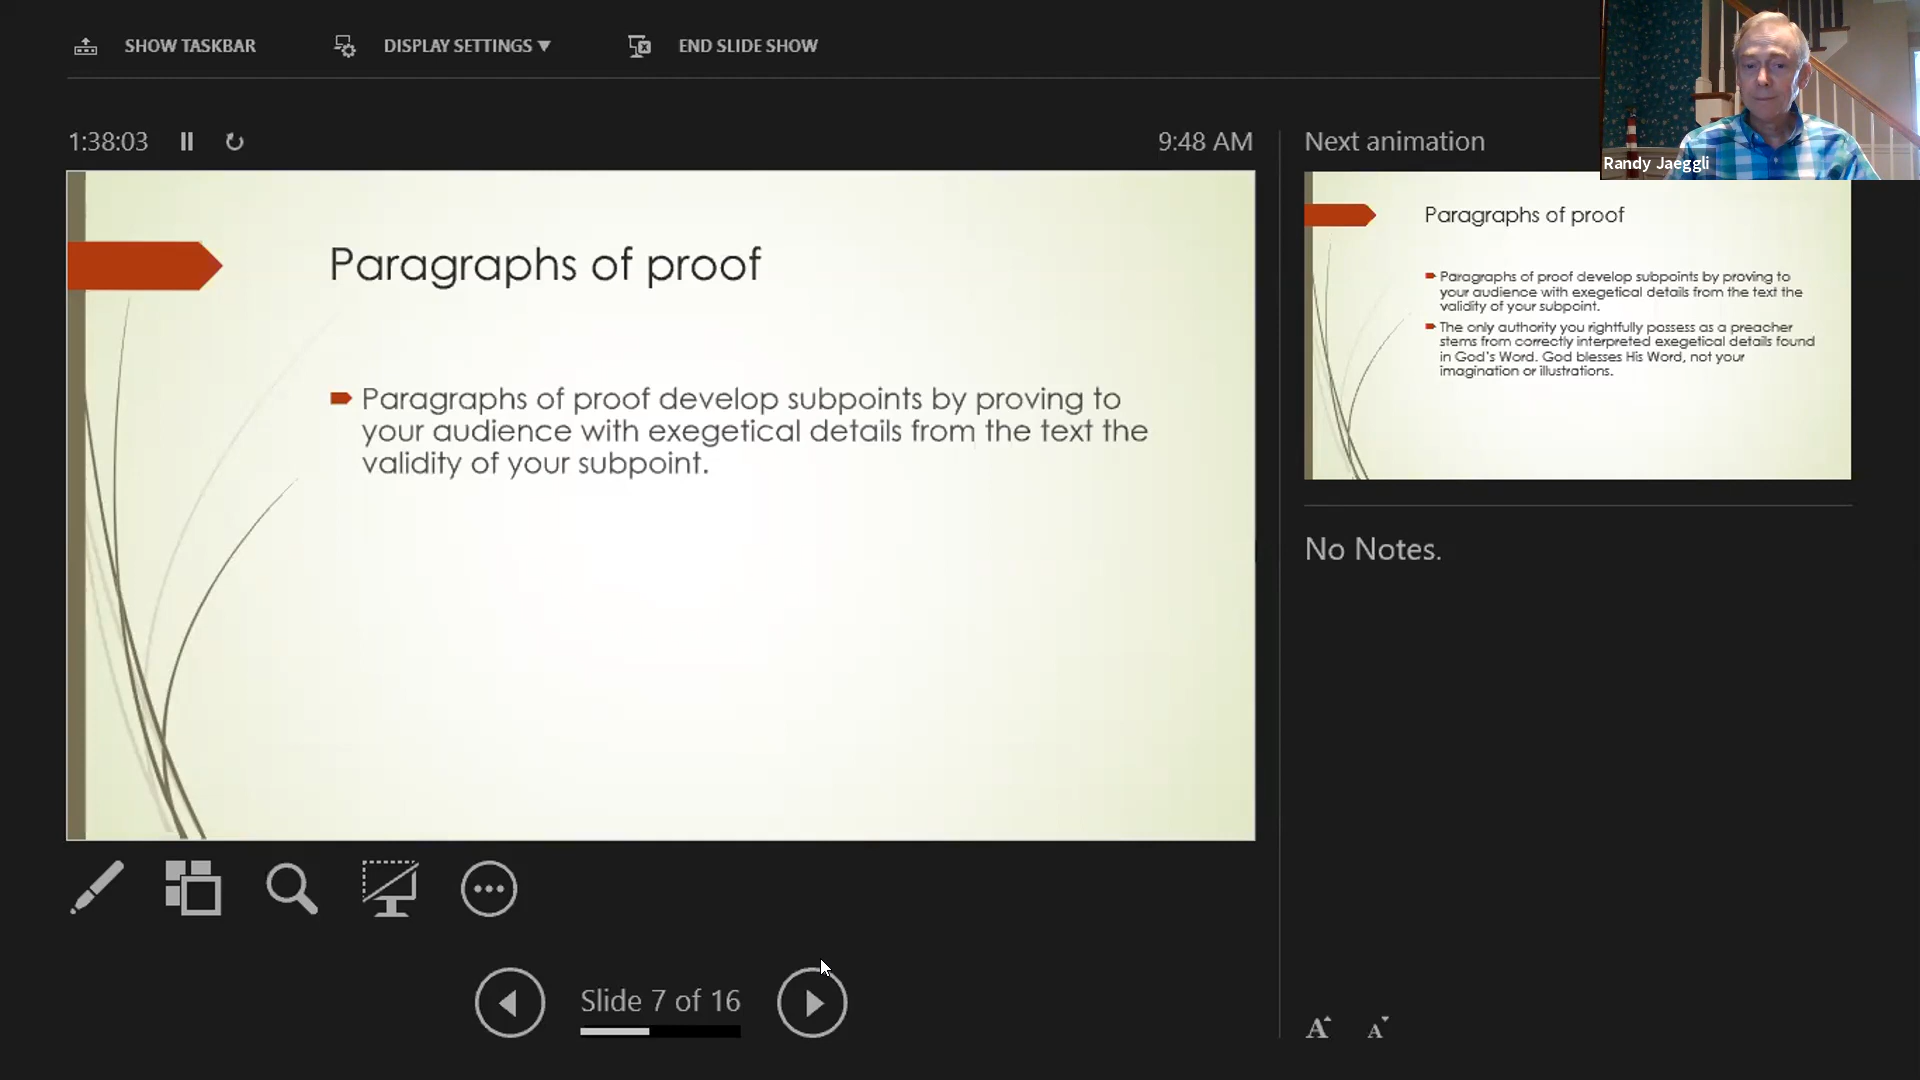 SHOW TASKBAR
DISPLAY SETTINGS ▼
END SLIDE SHOW
Randy Jaeggli
1:38:03
9:48 AM
Paragraphs of proof
Paragraphs of proof develop subpoints by proving to
your audience with exegetical details from the text the
validity of your subpoint.
Slide 7 of 16
Next animation
Paragraphs of proof
Paragraphs of proof develop subpoints by proving to
your audience with exegetical details from the text the
validity of your subpoint.
The only authority you rightfully possess as a preacher
stems from correctly interpreted exegetical details found
in God's Word. God blesses His Word, not your
imagination or illustrations.
No Notes.
A A